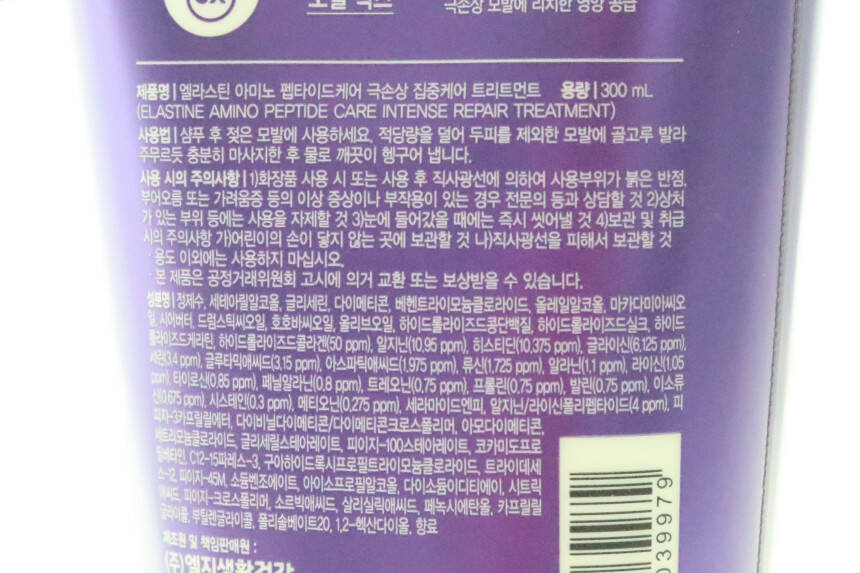 극손상 모발에 리치한 영양 공급
제품명 | 엘라스틴 아미노 펩타이드케어 극손상 집중케어 트리트먼트 용량 | 300 mL
(ELASTINE AMINO PEPTIDE CARE INTENSE REPAIR TREATMENT)
사용법 | 샴푸 후 젖은 모발에 사용하세요. 적당량을 덜어 두피를 제외한 모발에 골고루 발라
주무르듯 충분히 마사지한 후 물로 깨끗이 헹구어 냅니다.
사용 시의 주의사항 | 1)화장품 사용 시 또는 사용 후 직사광선에 의하여 사용부위가 붉은 반점,
부어오름 또는 가려움증 등의 이상 증상이나 부작용이 있는 경우 전문의 등과 상담할 것 2)상처
가 있는 부위 등에는 사용을 자제할 것 3)눈에 들어갔을 때에는 즉시 씻어낼 것 4)보관 및 취급
시의 주의사항 가)어린이의 손이 닿지 않는 곳에 보관할 것 나)직사광선을 피해서 보관할 것
· 용도 이외에는 사용하지 마십시오.
· 본 제품은 공정거래위원회 고시에 의거 교환 또는 보상받을 수 있습니다.
성분명 | 정제수, 세테아릴알코올, 글리세린, 다이메티콘, 베헨트라이모늄클로라이드, 올레일알코올, 마카다미아씨오
일, 시어버터, 드럼스틱씨오일, 호호바씨오일, 올리브오일, 하이드롤라이즈드콩단백질, 하이드롤라이즈드실크, 하이드
롤라이즈드케라틴, 하이드롤라이즈드콜라겐(50 ppm), 알지닌(10.95 ppm), 히스티딘(10.375 ppm), 글라이신(6.125 ppm),
세린(3.4 ppm), 글루타믹애씨드(3.15 ppm), 아스파틱애씨드(1.975 ppm), 류신(1.725 ppm), 알라닌(1.1 ppm), 라이신(1.05
ppm), 타이로신(0.85 ppm), 페닐알라닌(0.8 ppm), 트레오닌(0.75 ppm), 프롤린(0.75 ppm), 발린(0.75 ppm), 이소류
신(0.675 ppm), 시스테인(0.3 ppm), 메티오닌(0.275 ppm), 세라마이드엔피, 알지닌/라이신폴리펩타이드(4 ppm), 피
피지-3카프릴릴에터, 다이비닐다이메티콘/다이메티콘크로스폴리머, 아모다이메티콘,
세트리모늄클로라이드, 글리세릴스테아레이트, 피이지-100스테아레이트, 코카미도프로
필베타인, C12-15파레스-3, 구아하이드록시프로필트라이모늄클로라이드, 트라이데세
스-12, 피이지-45M, 소듐벤조에이트, 아이소프로필알코올, 다이소듐이디티에이, 시트릭
애씨드, 피이지-크로스폴리머, 소르빅애씨드, 살리실릭애씨드, 페녹시에탄올, 카프릴릴
글라이콜, 부틸렌글라이콜, 폴리솔베이트20, 1,2-헥산다이올, 향료
제조원 및 책임판매원 :
(주)엘지생활건강
039979